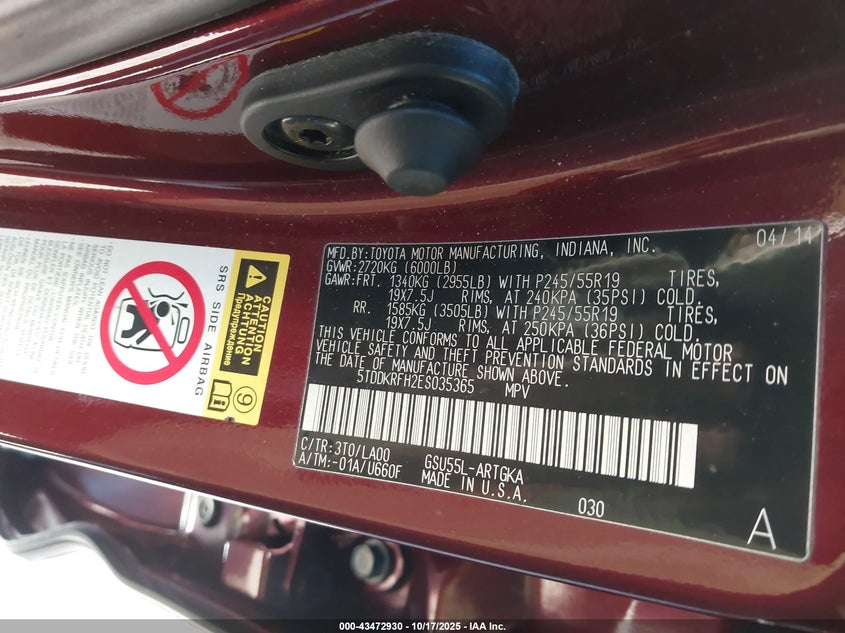 MFD.BY:TOYOTA MOTOR MANUFACTURING, INDIANA, INC. 04/14
GVWR:2720KG (6000LB)
GAWR:FRT. 1340KG (2955LB) WITH P245/55R19 TIRES,
19X7.5J RIMS, AT 240KPA (35PSI) COLD.
RR. 1585KG (3505LB) WITH P245/55R19 TIRES,
19X7.5J RIMS, AT 250KPA (36PSI) COLD.
THIS VEHICLE CONFORMS TO ALL APPLICABLE FEDERAL MOTOR
VEHICLE SAFETY AND THEFT PREVENTION STANDARDS IN EFFECT ON
THE DATE OF MANUFACTURE SHOWN ABOVE.
5TDDKRFH2ES035365 MPV
C/TR:3T0/LA00 GSU55L-ARTGKA
A/TM:-01A/U660F MADE IN U.S.A.
030
A
SRS SIDE AIRBAG
CAUTION
ATTENTION
ACHTUNG
Предупреждение
9
000-43472930 - 10/17/2025 - IAA Inc.